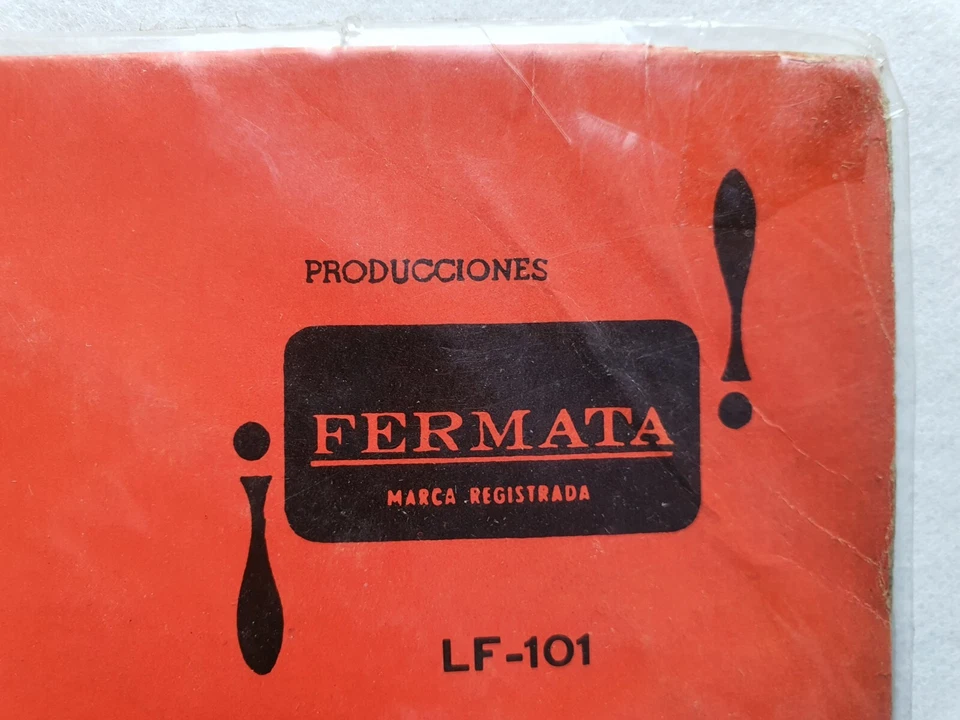 PRODUCCIONES
¡
FERMATA
!
MARCA REGISTRADA
LF-101